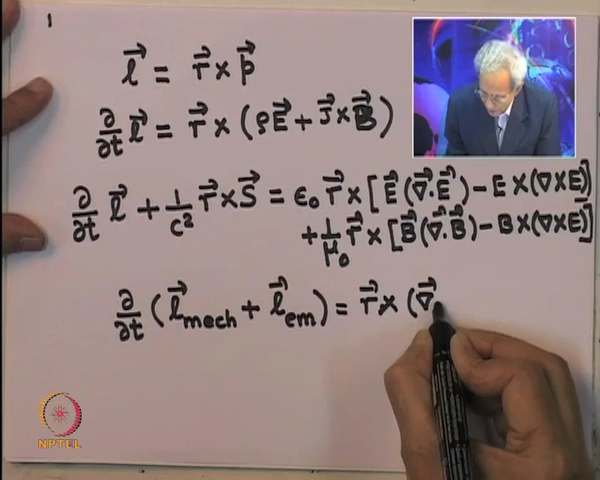 1
l⃗ = r⃗ × p⃗
∂/∂t l⃗ = r⃗ × (ρE⃗ + J⃗ × B⃗)
∂/∂t l⃗ + 1/c² r⃗ × S⃗ = ε₀ r⃗ × [E⃗(∇⃗·E⃗) − E × (∇ × E)]
+ 1/μ₀ r⃗ × [B⃗(∇⃗·B⃗) − B × (∇ × E)]
∂/∂t (l⃗mech + l⃗em) = r⃗ × (∇⃗
NPTEL